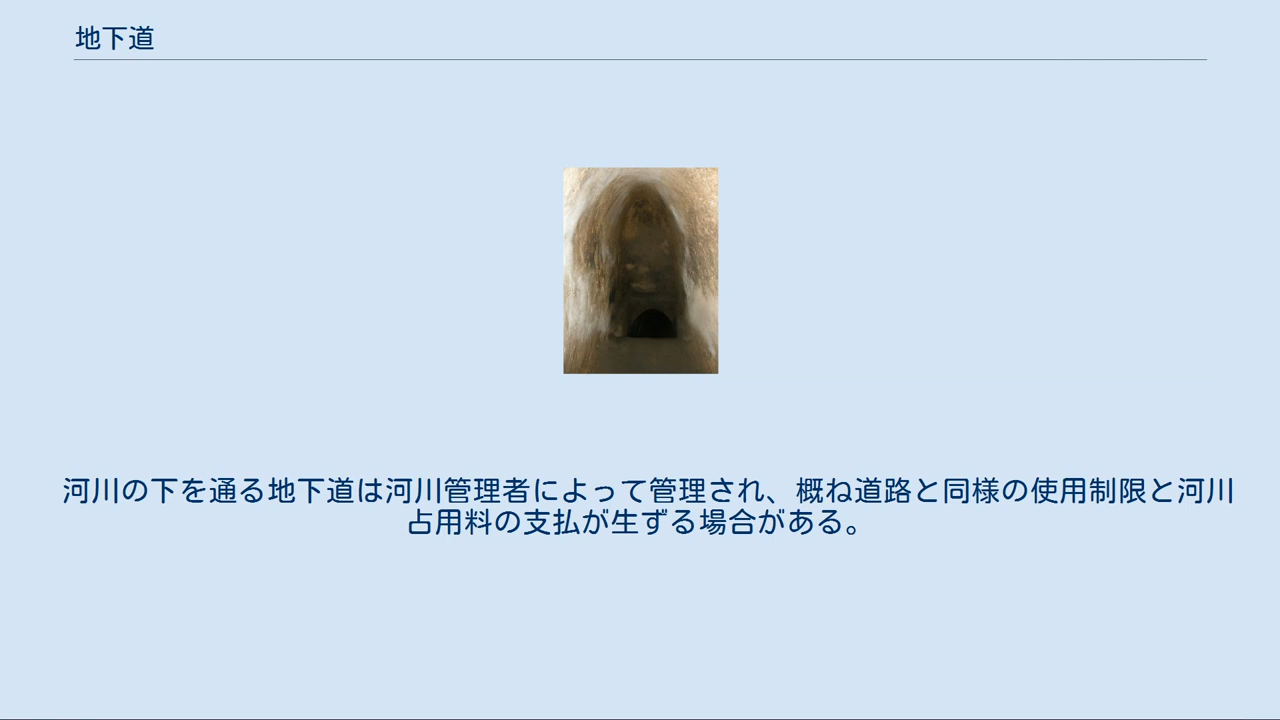 地下道
河川の下を通る地下道は河川管理者によって管理され、概ね道路と同様の使用制限と河川
占用料の支払が生ずる場合がある。